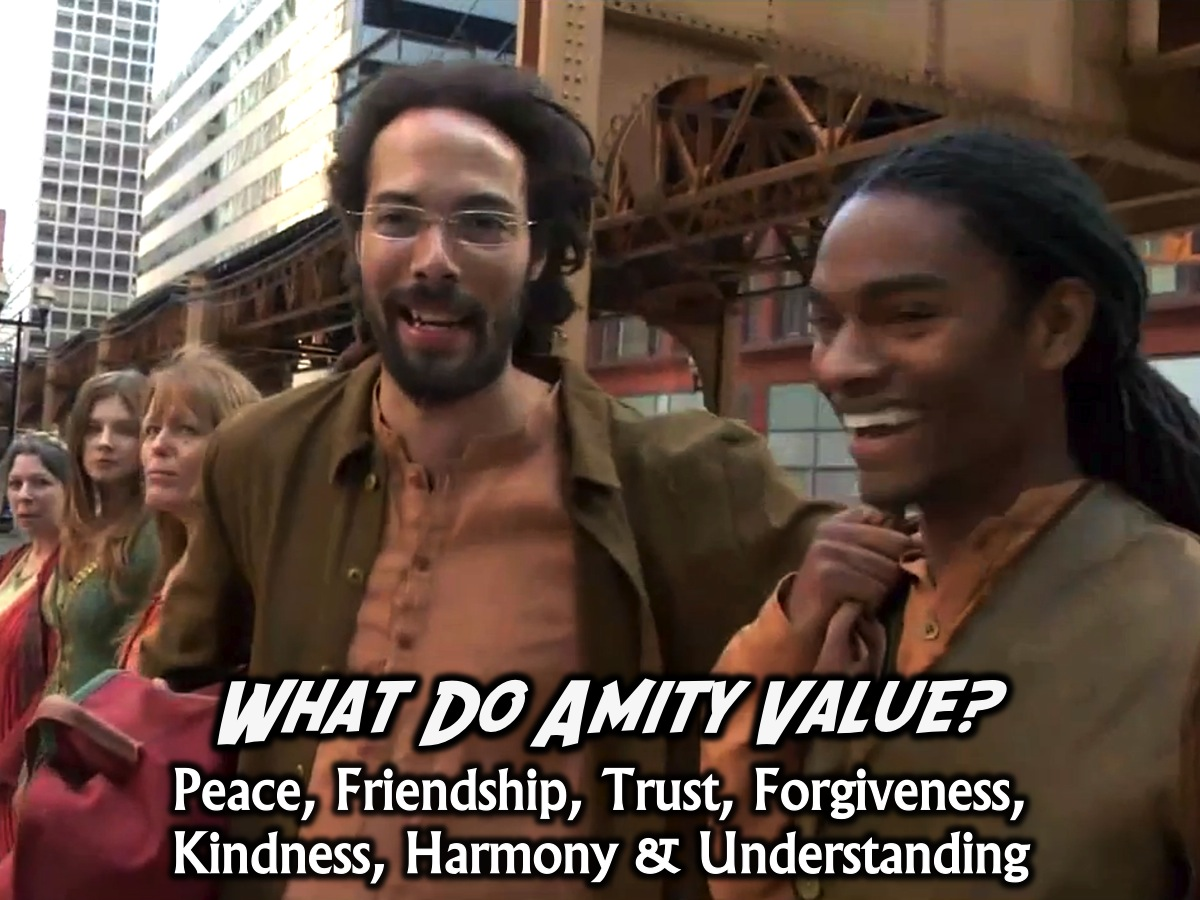 What Do Amity Value?
Peace, Friendship, Trust, Forgiveness,
Kindness, Harmony & Understanding